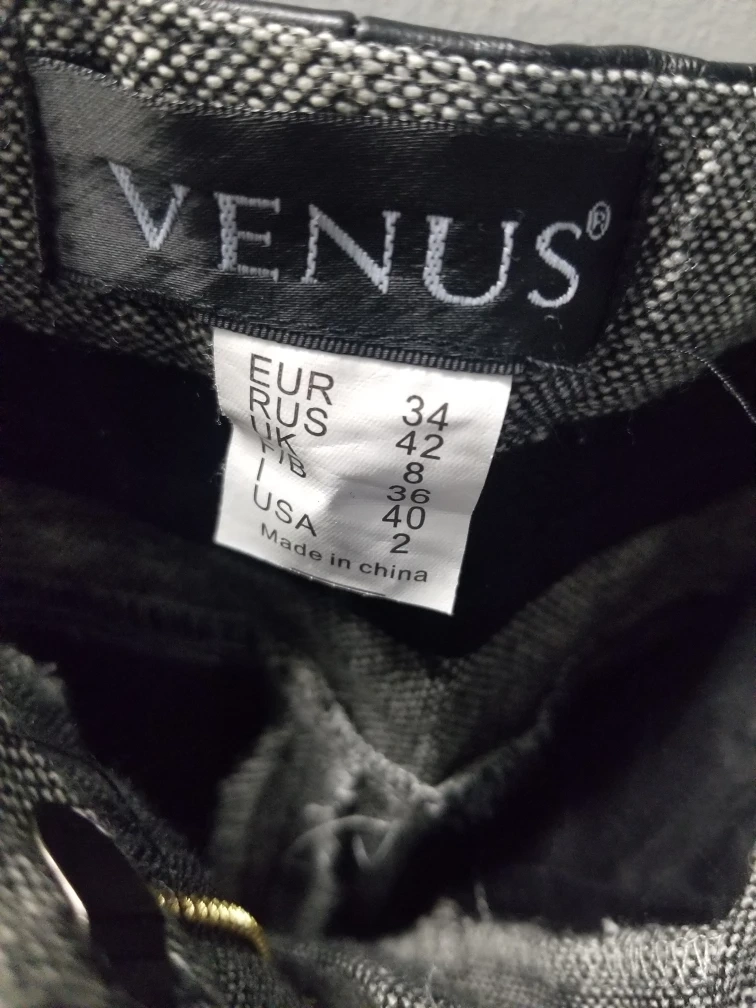 VENUS®
EUR 34
RUS 42
UK 8
F/B 36
I 40
USA 2
Made in china